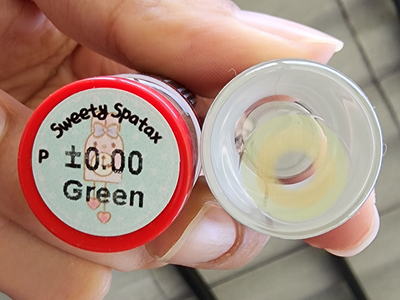 Sweety Spatax
P ±0.00
Green